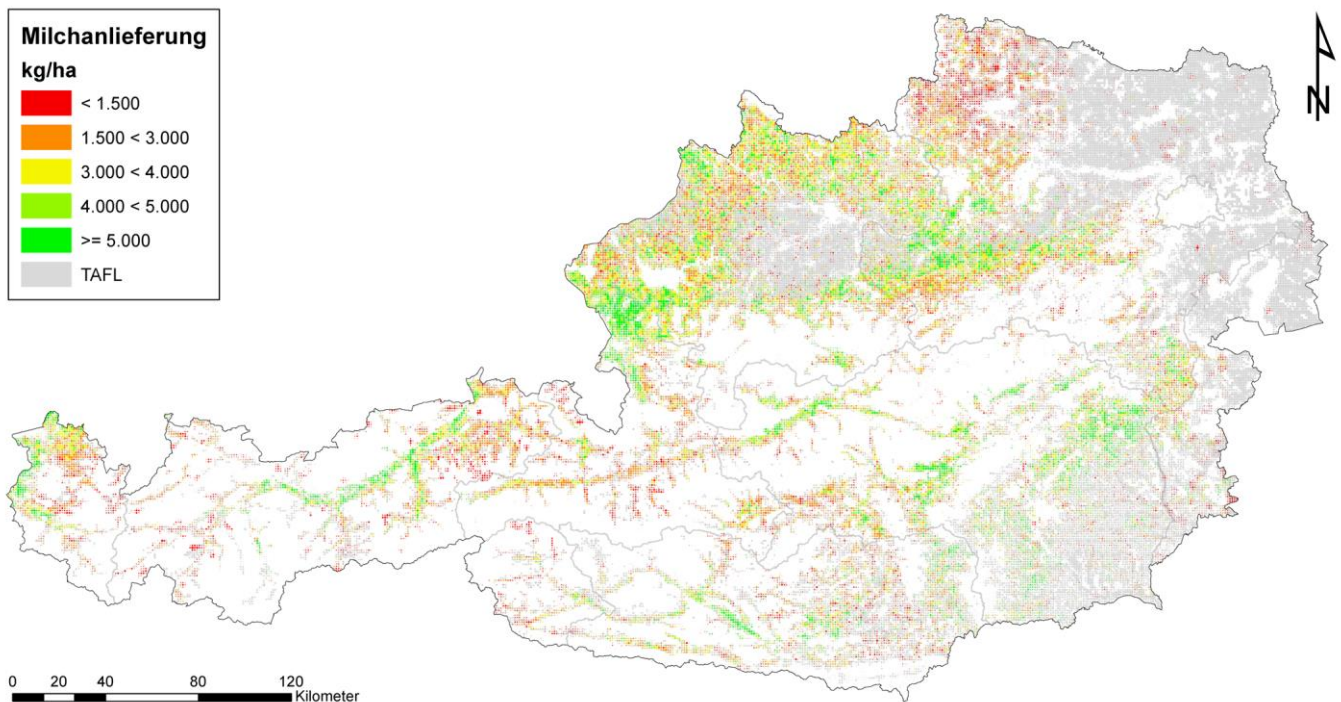 Milchanlieferung
kg/ha
< 1.500
1.500 < 3.000
3.000 < 4.000
4.000 < 5.000
>= 5.000
TAFL
N
0 20 40 80 120
Kilometer